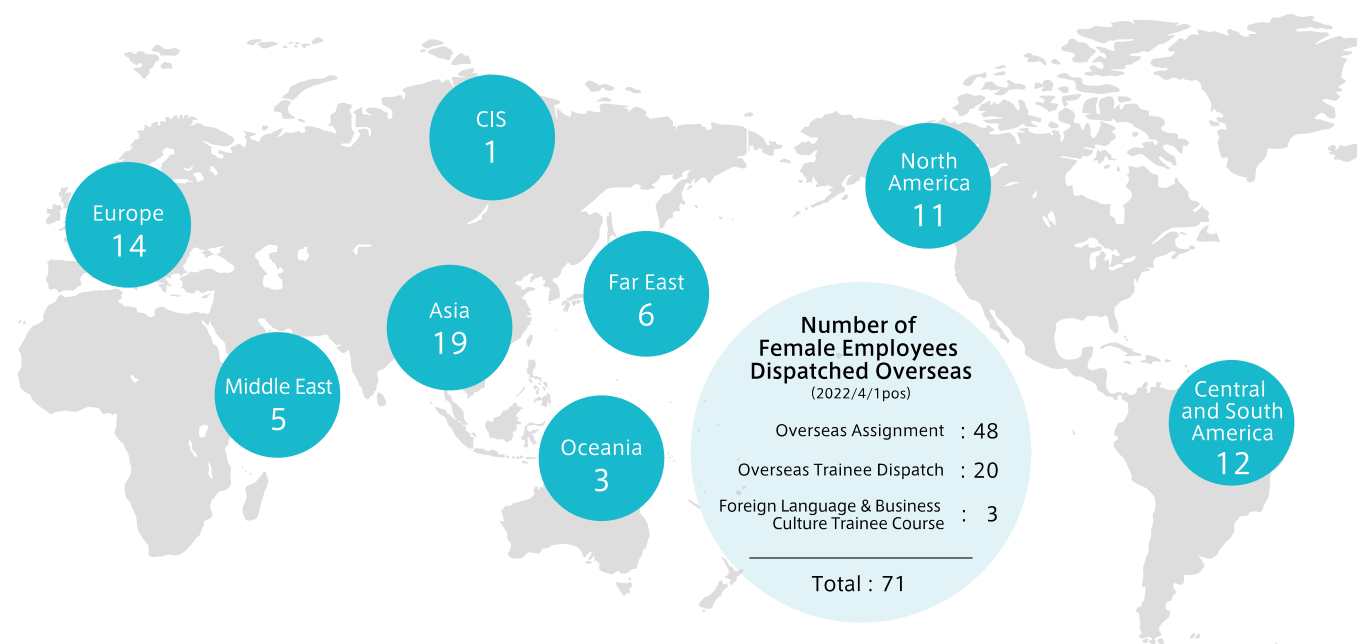 CIS
1
North
America
11
Europe
14
Far East
6
Asia
19
Middle East
5
Oceania
3
Central
and South
America
12
Number of
Female Employees
Dispatched Overseas
(2022/4/1pos)
Overseas Assignment : 48
Overseas Trainee Dispatch : 20
Foreign Language & Business
Culture Trainee Course : 3
Total : 71